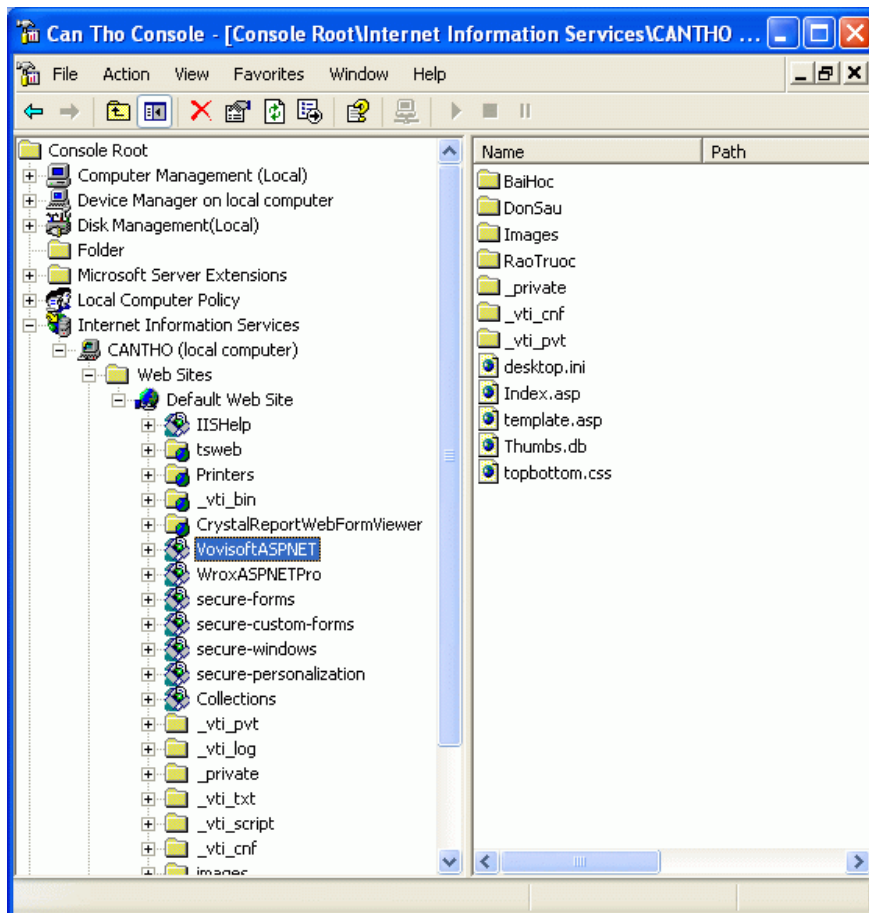 Can Tho Console - [Console Root\Internet Information Services\CANTHO ...
File Action View Favorites Window Help
Console Root
Computer Management (Local)
Device Manager on local computer
Disk Management(Local)
Folder
Microsoft Server Extensions
Local Computer Policy
Internet Information Services
CANTHO (local computer)
Web Sites
Default Web Site
IISHelp
tsweb
Printers
_vti_bin
CrystalReportWebFormViewer
VovisoftASPNET
WroxASPNETPro
secure-forms
secure-custom-forms
secure-windows
secure-personalization
Collections
_vti_pvt
_vti_log
_private
_vti_txt
_vti_script
_vti_cnf
images
Name Path
BaiHoc
DonSau
Images
RaoTruoc
_private
_vti_cnf
_vti_pvt
desktop.ini
Index.asp
template.asp
Thumbs.db
topbottom.css